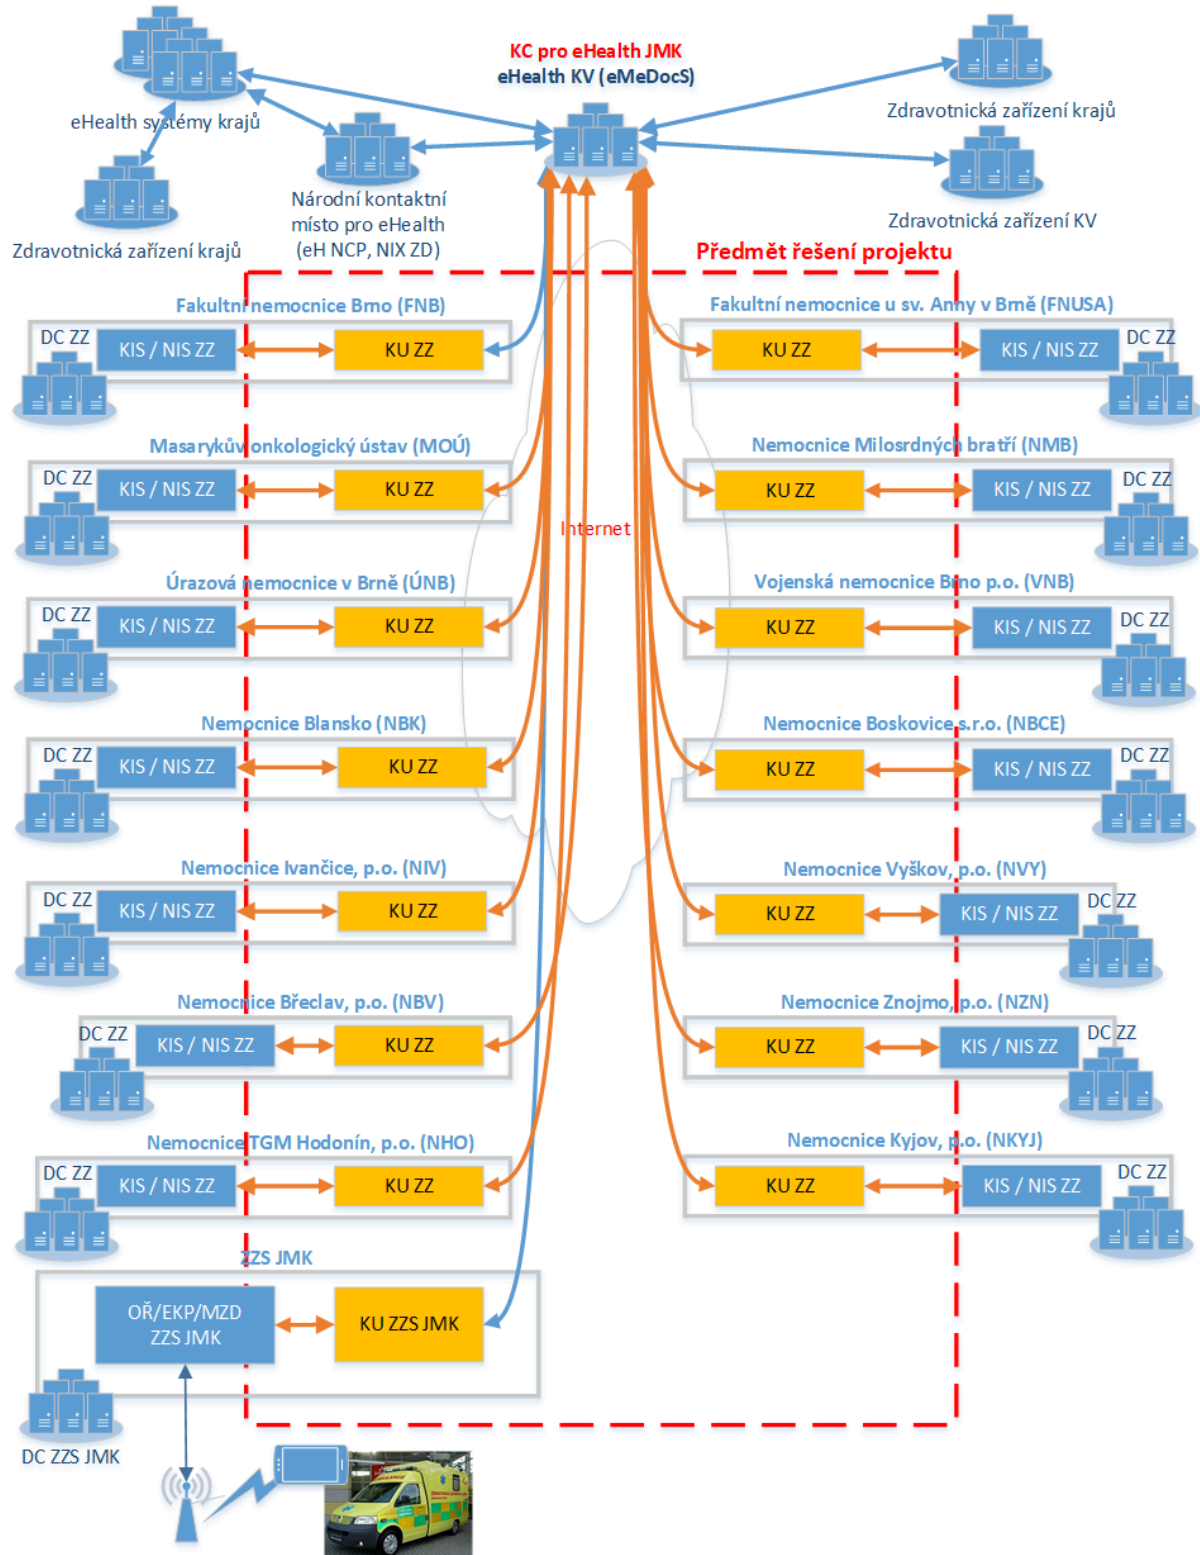 KC pro eHealth JMK
eHealth KV (eMeDocS)
eHealth systémy krajů
Zdravotnická zařízení krajů
Národní kontaktní
místo pro eHealth
(eH NCP, NIX ZD)
Zdravotnická zařízení krajů
Zdravotnická zařízení KV
Předmět řešení projektu
Internet
Fakultní nemocnice Brno (FNB)
DC ZZ
KIS / NIS ZZ
KU ZZ
Fakultní nemocnice u sv. Anny v Brně (FNUSA)
KU ZZ
KIS / NIS ZZ
DC ZZ
Masarykův onkologický ústav (MOÚ)
DC ZZ
KIS / NIS ZZ
KU ZZ
Nemocnice Milosrdných bratří (NMB)
KU ZZ
KIS / NIS ZZ
DC ZZ
Úrazová nemocnice v Brně (ÚNB)
DC ZZ
KIS / NIS ZZ
KU ZZ
Vojenská nemocnice Brno p.o. (VNB)
KU ZZ
KIS / NIS ZZ
DC ZZ
Nemocnice Blansko (NBK)
DC ZZ
KIS / NIS ZZ
KU ZZ
Nemocnice Boskovice s.r.o. (NBCE)
KU ZZ
KIS / NIS ZZ
DC ZZ
Nemocnice Ivančice, p.o. (NIV)
DC ZZ
KIS / NIS ZZ
KU ZZ
Nemocnice Vyškov, p.o. (NVY)
KU ZZ
KIS / NIS ZZ
DC ZZ
Nemocnice Břeclav, p.o. (NBV)
DC ZZ
KIS / NIS ZZ
KU ZZ
Nemocnice Znojmo, p.o. (NZN)
KU ZZ
KIS / NIS ZZ
DC ZZ
Nemocnice TGM Hodonín, p.o. (NHO)
DC ZZ
KIS / NIS ZZ
KU ZZ
Nemocnice Kyjov, p.o. (NKYJ)
KU ZZ
KIS / NIS ZZ
DC ZZ
ZZS JMK
OŘ/EKP/MZD
ZZS JMK
KU ZZS JMK
DC ZZS JMK